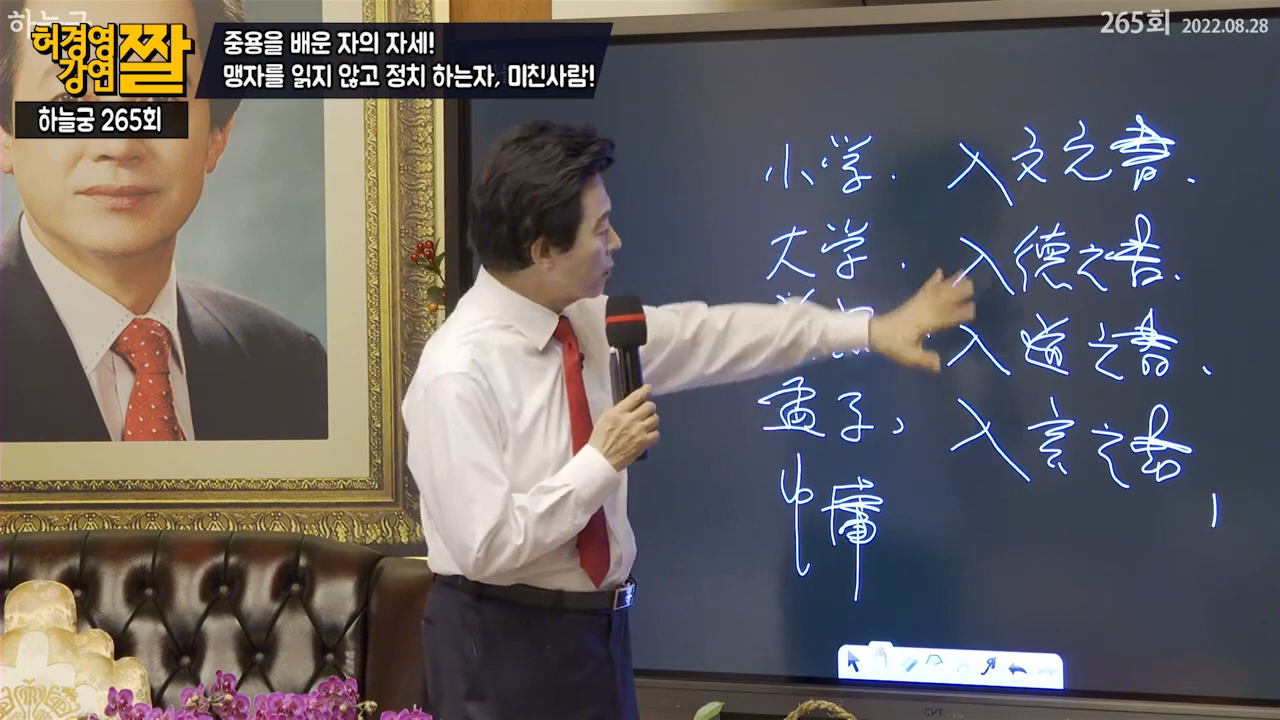 하늘궁
265회 2022.08.28
허경영
강연 짤
하늘궁 265회
중용을 배운 자의 자세!
맹자를 읽지 않고 정치 하는자, 미친사람!
小学. 入文之書.
大学. 入德之書.
入道之書、
孟子, 入言之書
中庸